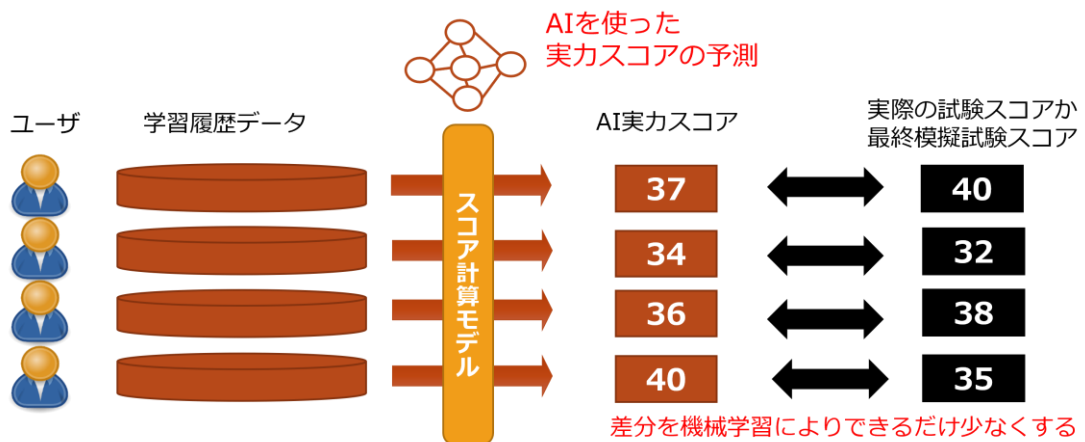 AIを使った
実力スコアの予測
ユーザ
学習履歴データ
AI実力スコア
実際の試験スコアか
最終模擬試験スコア
スコア計算モデル
37
40
34
32
36
38
40
35
差分を機械学習によりできるだけ少なくする